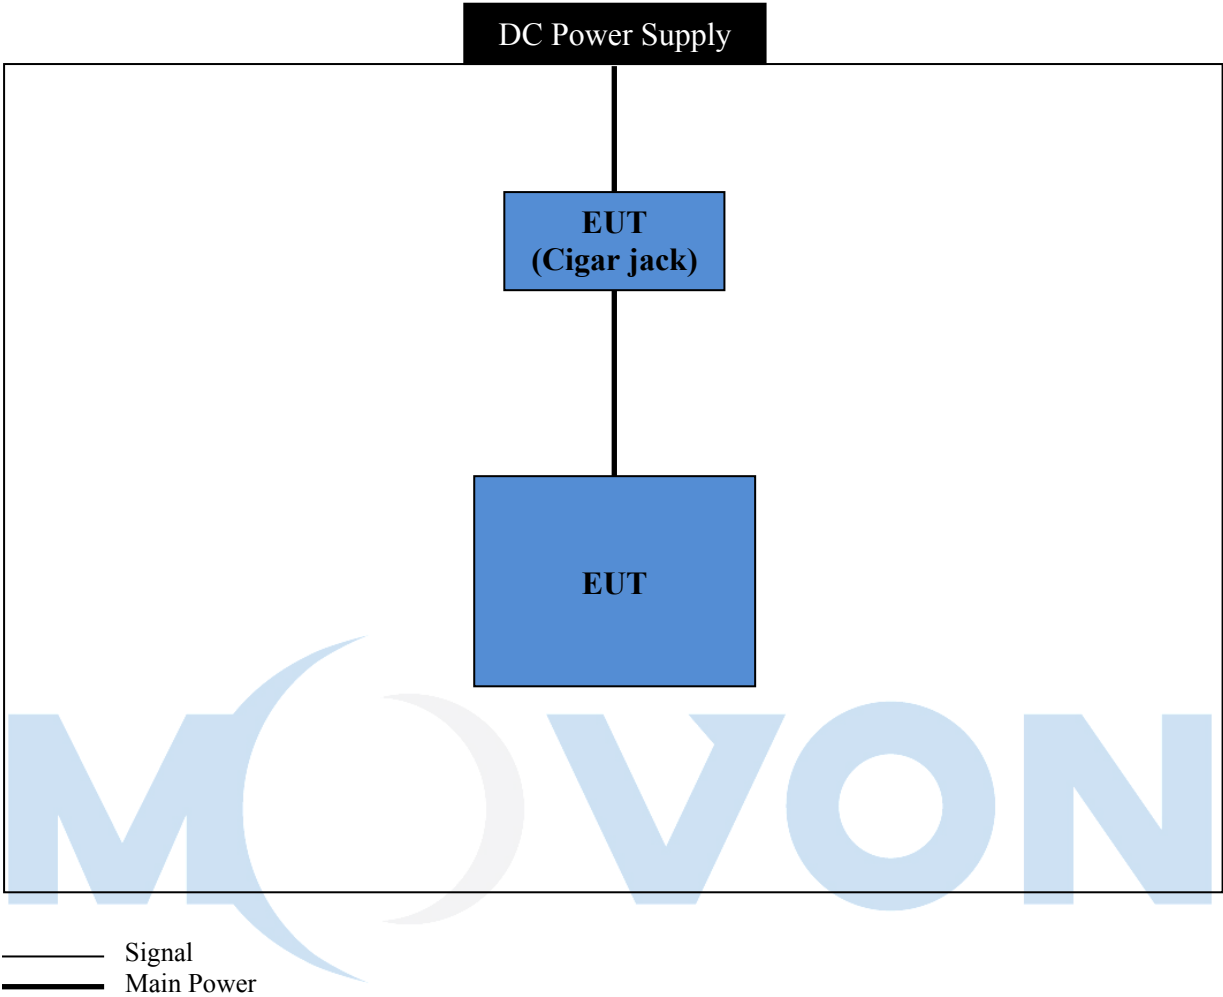 DC Power Supply
EUT
(Cigar jack)
EUT
MOVON
Signal
Main Power